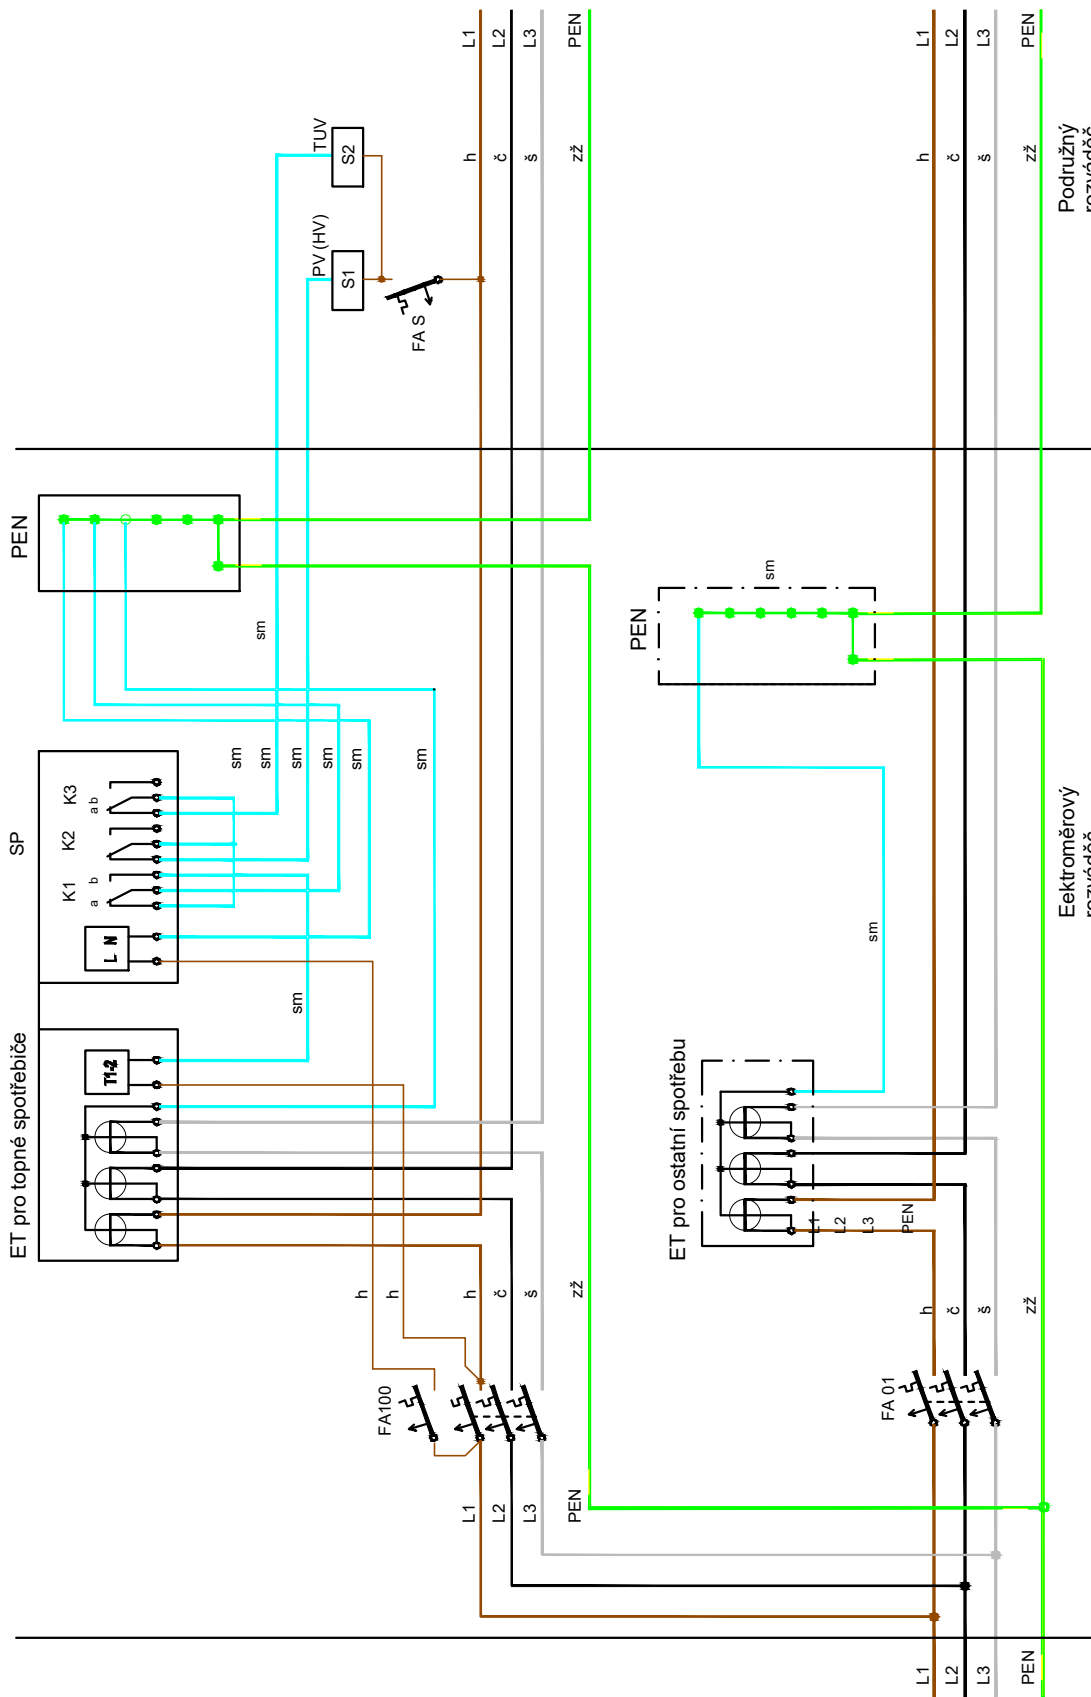 ET pro topné spotřebiče
SP
PEN
K1
K2
K3
a b
a b
T1-2
L N
sm
sm
sm
sm
sm
sm
sm
sm
TUV
PV (HV)
S1
S2
FA S
h
h
FA100
L1
h
h
L1
L2
č
č
L2
L3
š
š
L3
PEN
zž
zž
PEN
PEN
sm
ET pro ostatní spotřebu
sm
L1
L2
L3
PEN
FA 01
L1
h
h
L1
L2
č
č
L2
L3
š
š
L3
PEN
zž
zž
PEN
Eektroměrový
rozváděč
Podružný
rozváděč